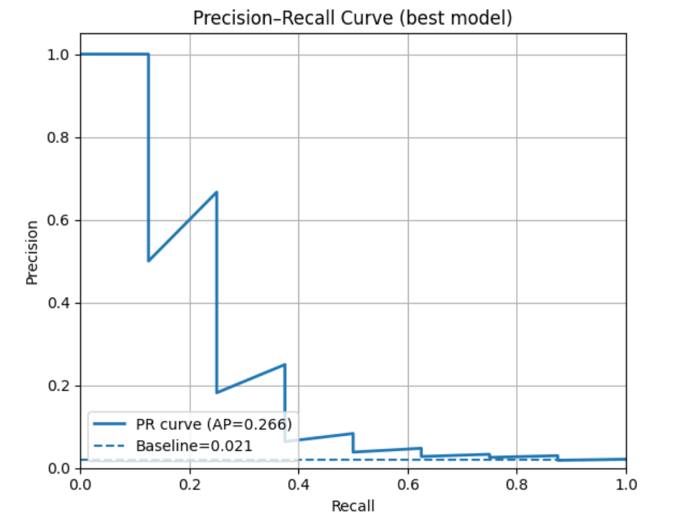 Precision–Recall Curve (best model)
1.0
0.8
0.6
0.4
0.2
0.0
Precision
PR curve (AP=0.266)
Baseline=0.021
0.0 0.2 0.4 0.6 0.8 1.0
Recall